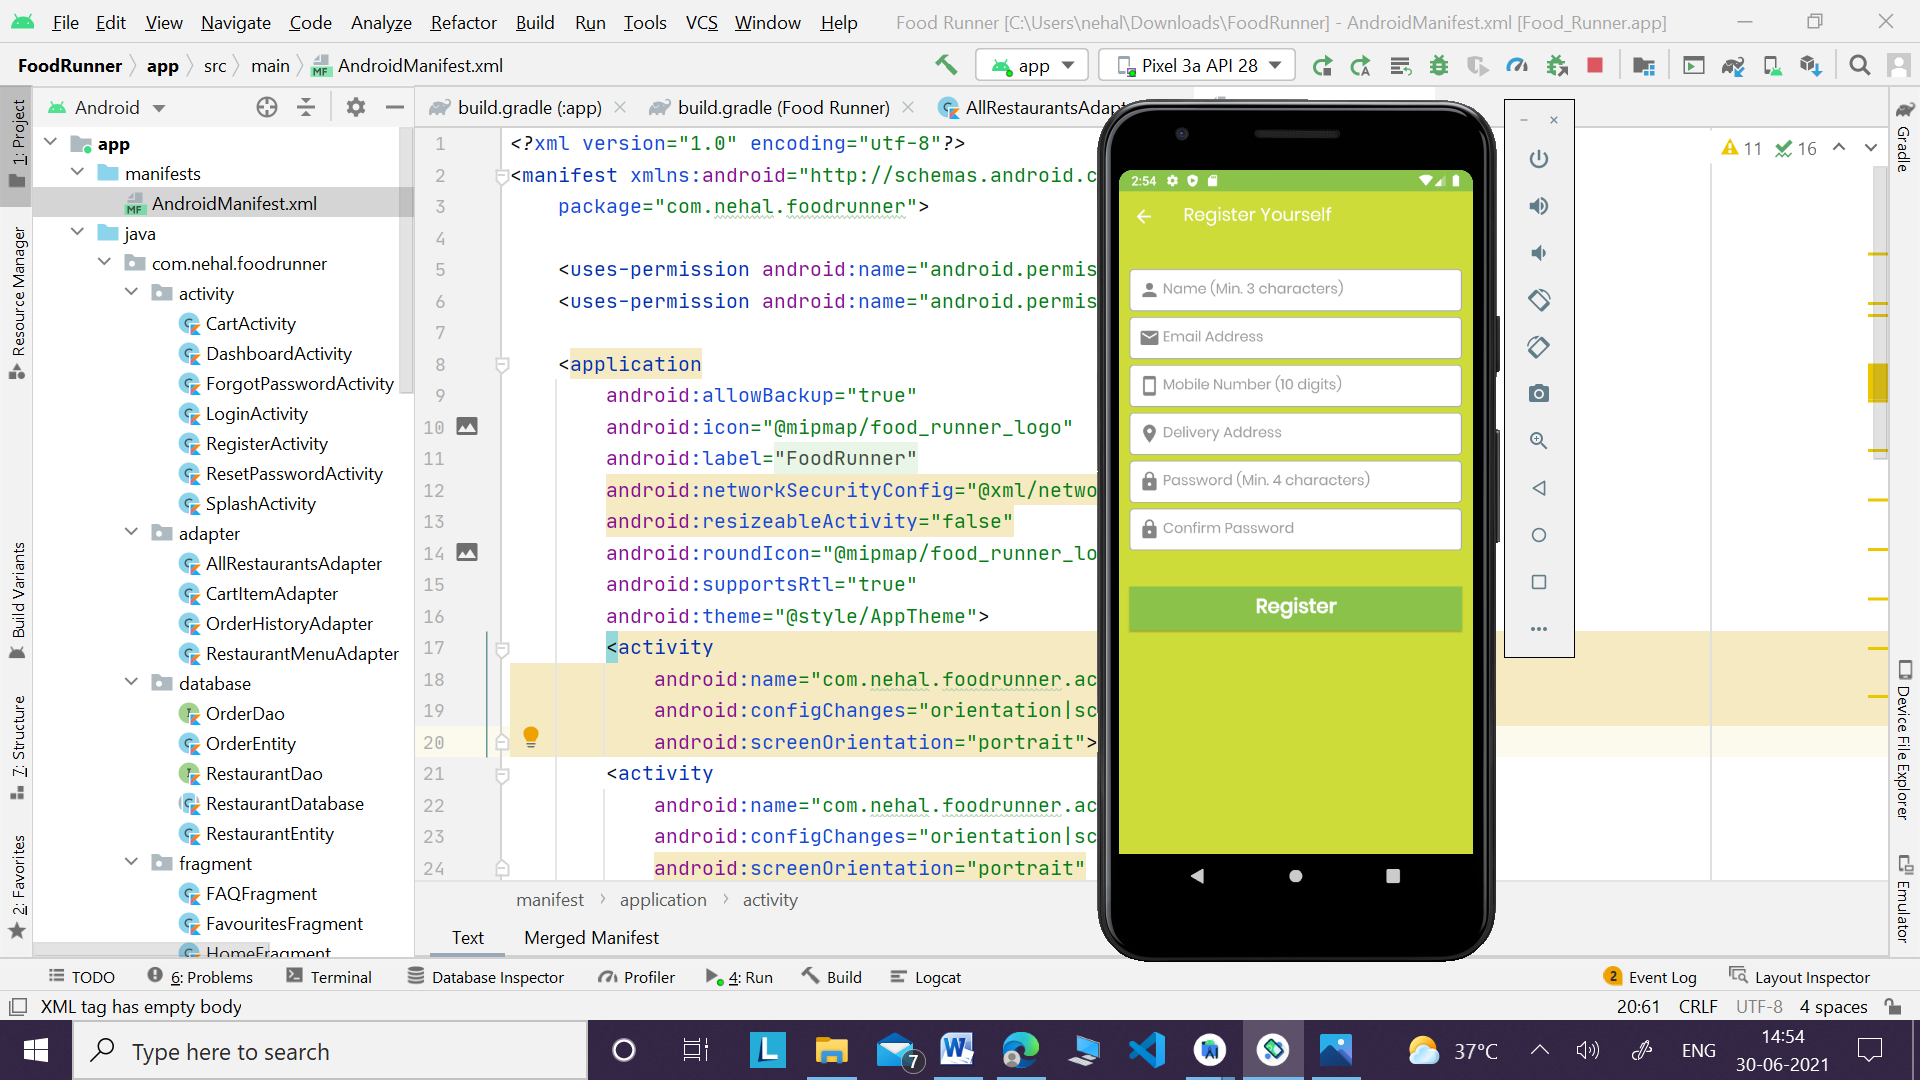 File Edit View Navigate Code Analyze Refactor Build Run Tools VCS Window Help Food Runner [C:\Users\nehal\Downloads\FoodRunner] - AndroidManifest.xml [Food_Runner.app]
FoodRunner app src main AndroidManifest.xml app Pixel 3a API 28
Android build.gradle (:app) build.gradle (Food Runner) AllRestaurantsAdapt
1: Project
Resource Manager
Build Variants
7: Structure
2: Favorites
app
manifests
AndroidManifest.xml
java
com.nehal.foodrunner
activity
CartActivity
DashboardActivity
ForgotPasswordActivity
LoginActivity
RegisterActivity
ResetPasswordActivity
SplashActivity
adapter
AllRestaurantsAdapter
CartItemAdapter
OrderHistoryAdapter
RestaurantMenuAdapter
database
OrderDao
OrderEntity
RestaurantDao
RestaurantDatabase
RestaurantEntity
fragment
FAQFragment
FavouritesFragment
HomeFragment
1 <?xml version="1.0" encoding="utf-8"?>
2 <manifest xmlns:android="http://schemas.android.c
3 package="com.nehal.foodrunner">
4
5 <uses-permission android:name="android.permis
6 <uses-permission android:name="android.permis
7
8 <application
9 android:allowBackup="true"
10 android:icon="@mipmap/food_runner_logo"
11 android:label="FoodRunner"
12 android:networkSecurityConfig="@xml/netwo
13 android:resizeableActivity="false"
14 android:roundIcon="@mipmap/food_runner_lo
15 android:supportsRtl="true"
16 android:theme="@style/AppTheme">
17 <activity
18 android:name="com.nehal.foodrunner.ac
19 android:configChanges="orientation|sc
20 android:screenOrientation="portrait">
21 <activity
22 android:name="com.nehal.foodrunner.ac
23 android:configChanges="orientation|sc
24 android:screenOrientation="portrait"
manifest application activity
Text Merged Manifest
2:54
Register Yourself
Name (Min. 3 characters)
Email Address
Mobile Number (10 digits)
Delivery Address
Password (Min. 4 characters)
Confirm Password
Register
11 16
Gradle
Device File Explorer
Emulator
TODO 6: Problems Terminal Database Inspector Profiler 4: Run Build Logcat 2 Event Log Layout Inspector
XML tag has empty body 20:61 CRLF UTF-8 4 spaces
Type here to search 7 37°C ENG 14:54
30-06-2021